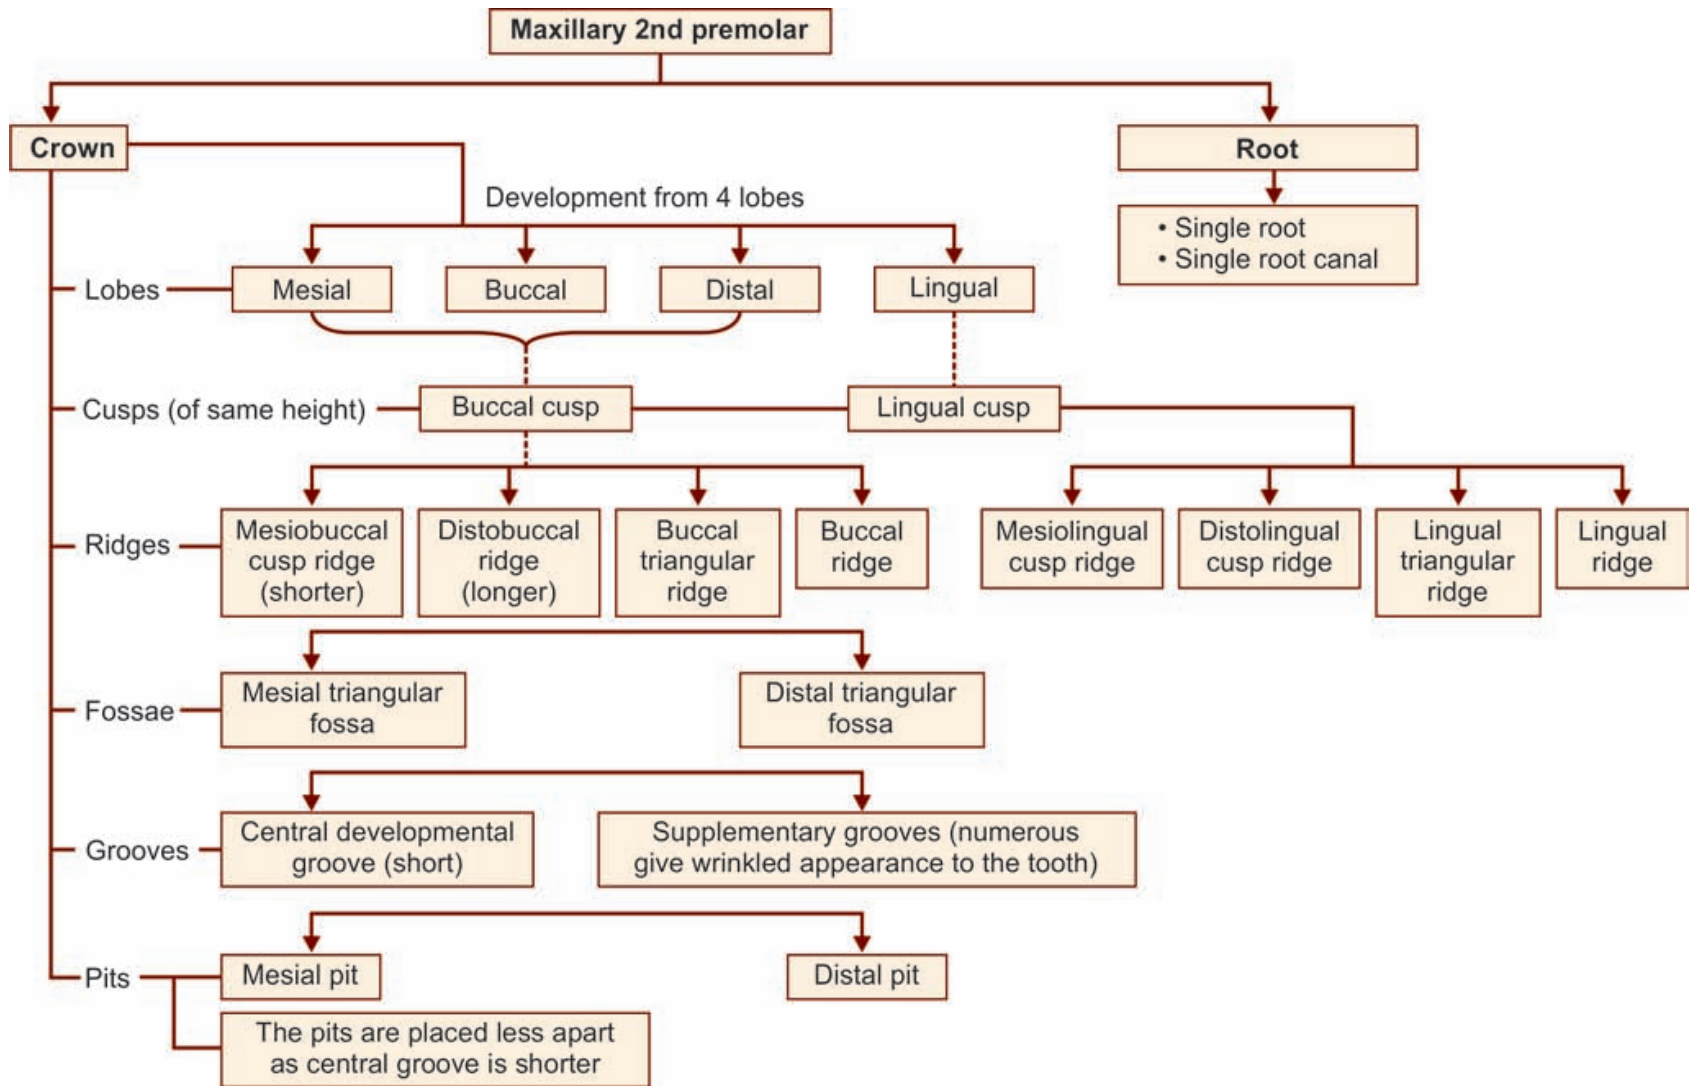 Maxillary 2nd premolar
Crown
Root
Development from 4 lobes
• Single root
• Single root canal
Lobes
Mesial
Buccal
Distal
Lingual
Cusps (of same height)
Buccal cusp
Lingual cusp
Ridges
Mesiobuccal
cusp ridge
(shorter)
Distobuccal
ridge
(longer)
Buccal
triangular
ridge
Buccal
ridge
Mesiolingual
cusp ridge
Distolingual
cusp ridge
Lingual
triangular
ridge
Lingual
ridge
Fossae
Mesial triangular
fossa
Distal triangular
fossa
Grooves
Central developmental
groove (short)
Supplementary grooves (numerous
give wrinkled appearance to the tooth)
Pits
Mesial pit
Distal pit
The pits are placed less apart
as central groove is shorter